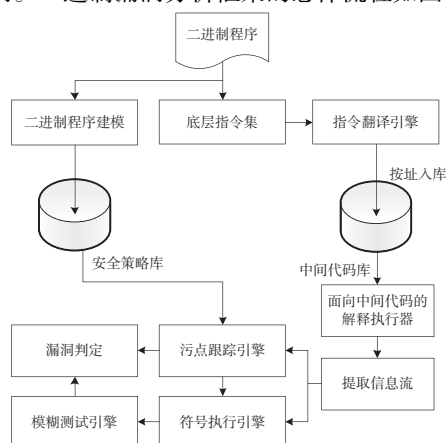 二进制程序
二进制程序建模
底层指令集
指令翻译引擎
按址入库
安全策略库
中间代码库
面向中间代码的
解释执行器
漏洞判定
污点跟踪引擎
提取信息流
模糊测试引擎
符号执行引擎